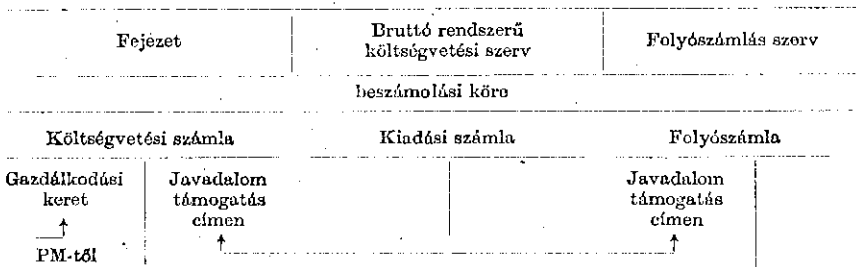 Fejezet
Bruttó rendszerű
költségvetési szerv
Folyószámlás szerv
beszámolási köre
Költségvetési számla
Kiadási számla
Folyószámla
Gazdálkodási
keret
PM-től
Javadalom
támogatás
címen
Javadalom
támogatás
címen